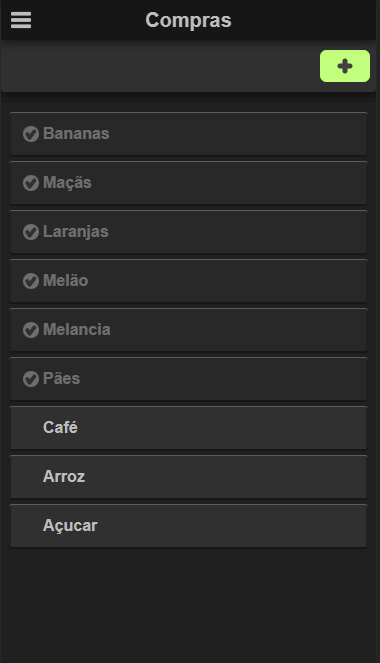 Compras
Bananas
Maçãs
Laranjas
Melão
Melancia
Pães
Café
Arroz
Açucar